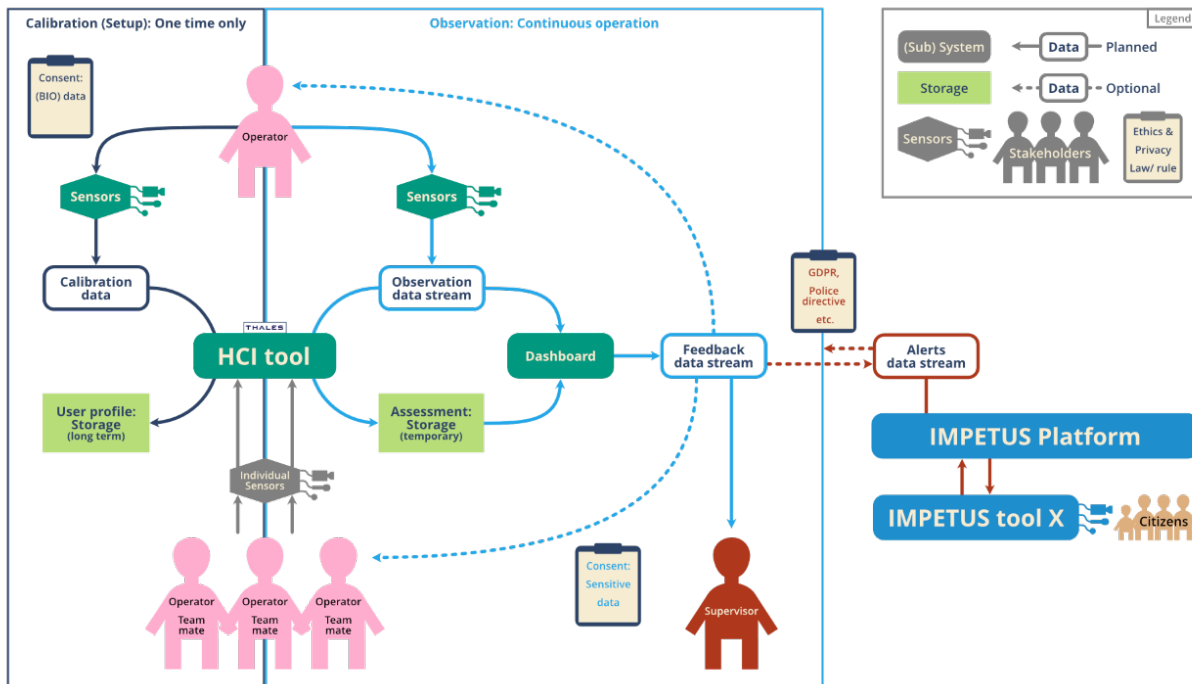 Calibration (Setup): One time only
Observation: Continuous operation
Legend
(Sub) System
Data
Planned
Storage
Data
Optional
Sensors
Stakeholders
Ethics &
Privacy
Law/ rule
Consent:
(BIO) data
Operator
Sensors
Sensors
Calibration
data
Observation
data stream
GDPR,
Police
directive
etc.
THALES
HCI tool
Dashboard
Feedback
data stream
Alerts
data stream
User profile:
Storage
(long term)
Assessment:
Storage
(temporary)
IMPETUS Platform
Individual
Sensors
IMPETUS tool X
Citizens
Consent:
Sensitive
data
Operator
Team
mate
Operator
Team
mate
Operator
Team
mate
Supervisor